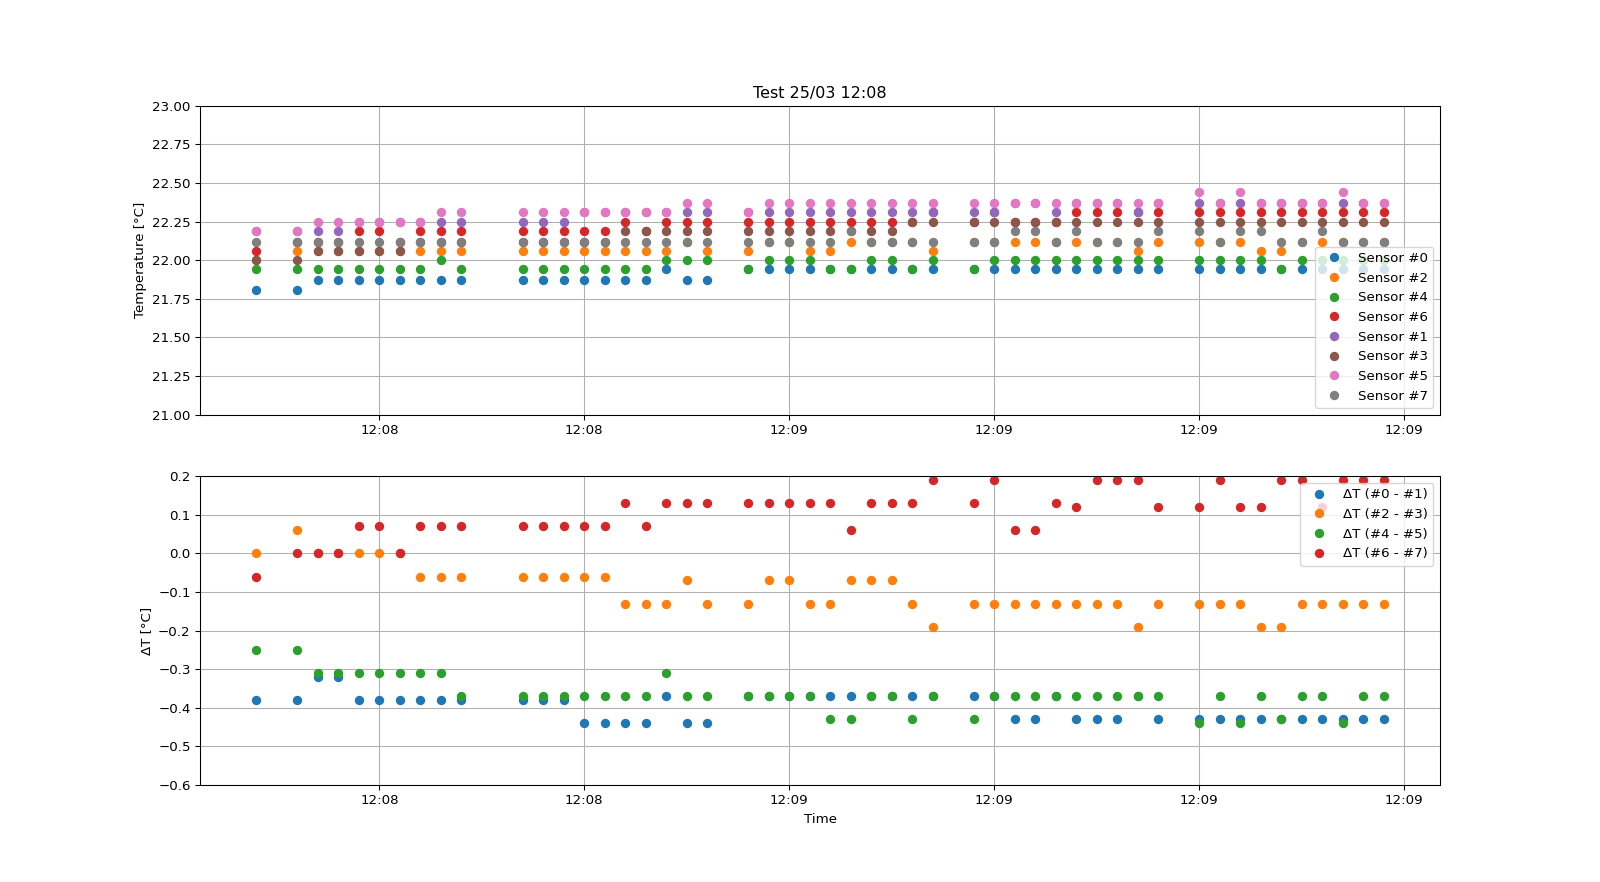 Test 25/03 12:08
Temperature [°C]
23.00
22.75
22.50
22.25
22.00
21.75
21.50
21.25
21.00
Sensor #0
Sensor #2
Sensor #4
Sensor #6
Sensor #1
Sensor #3
Sensor #5
Sensor #7
12:08 12:08 12:09 12:09 12:09 12:09
ΔT [°C]
0.2
0.1
0.0
−0.1
−0.2
−0.3
−0.4
−0.5
−0.6
ΔT (#0 - #1)
ΔT (#2 - #3)
ΔT (#4 - #5)
ΔT (#6 - #7)
12:08 12:08 12:09 12:09 12:09 12:09
Time